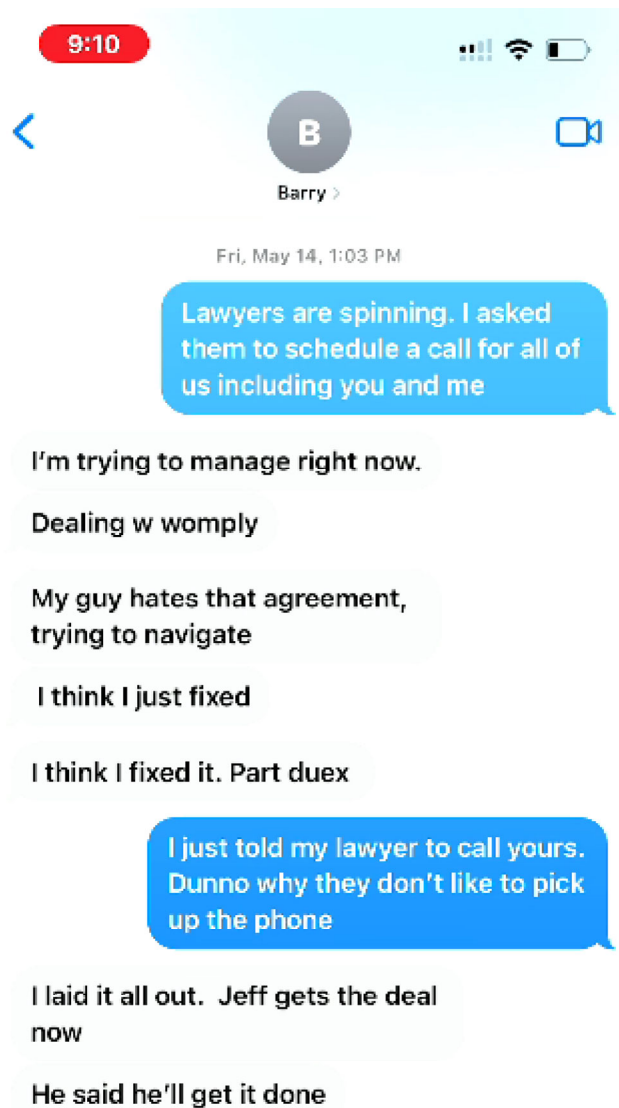 9:10
B
Barry >
Fri, May 14, 1:03 PM
Lawyers are spinning. I asked
them to schedule a call for all of
us including you and me
I'm trying to manage right now.
Dealing w womply
My guy hates that agreement,
trying to navigate
I think I just fixed
I think I fixed it. Part duex
I just told my lawyer to call yours.
Dunno why they don't like to pick
up the phone
I laid it all out.  Jeff gets the deal
now
He said he'll get it done